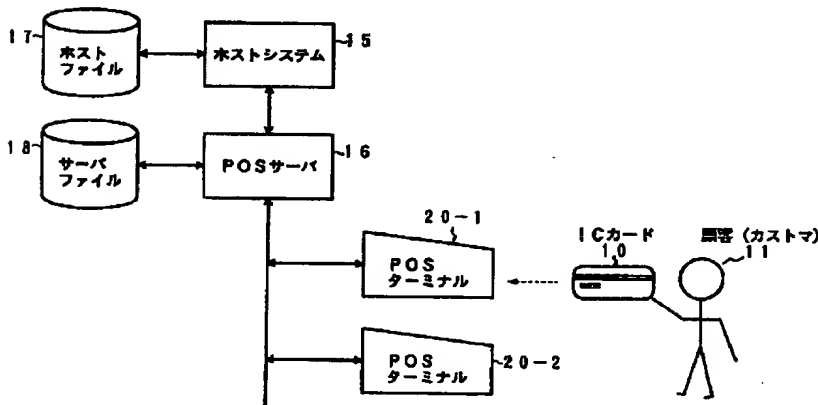 17
ホスト
ファイル
ホストシステム
15
18
サーバ
ファイル
POSサーバ
16
20-1
POS
ターミナル
ICカード
10
顧客(カストマ)
11
POS
ターミナル
20-2